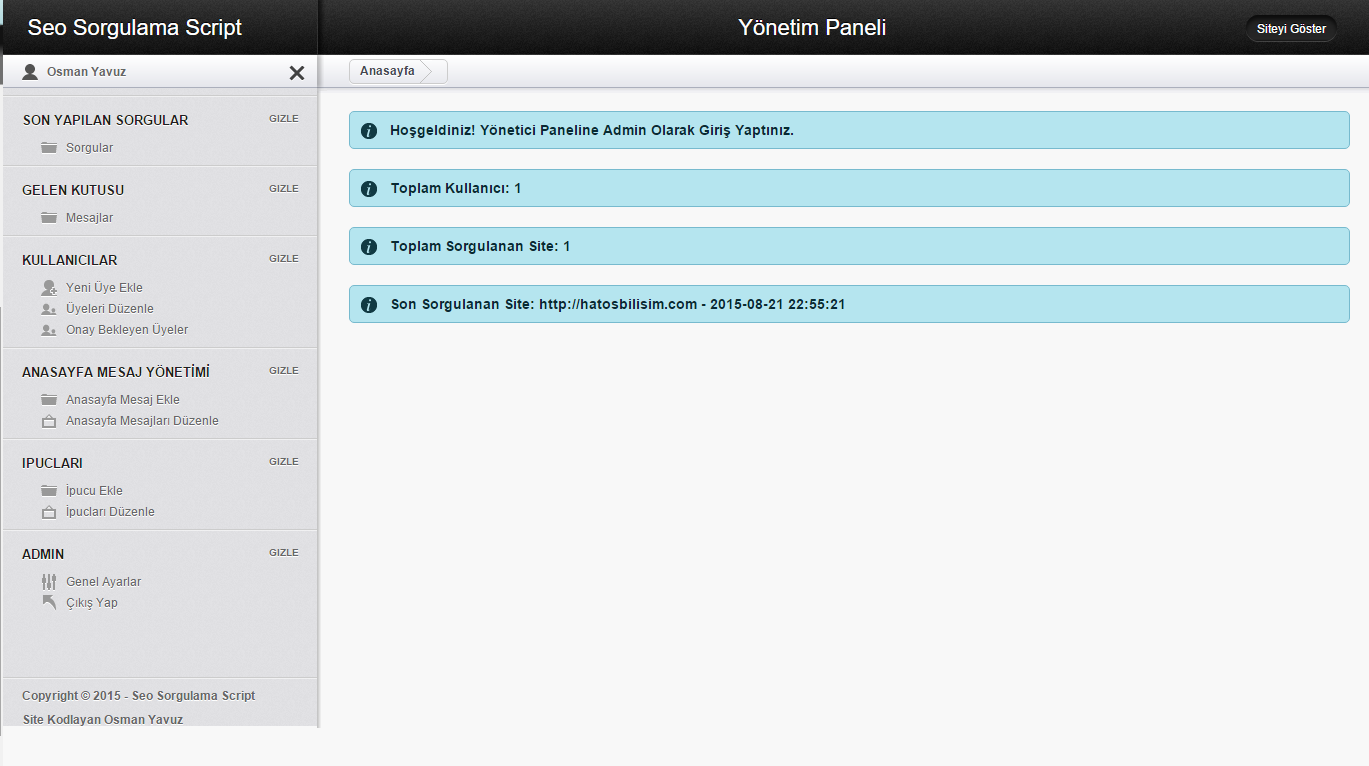 Seo Sorgulama Script
Yönetim Paneli
Siteyi Göster
Osman Yavuz
Anasayfa
SON YAPILAN SORGULAR
GIZLE
Sorgular
GELEN KUTUSU
GIZLE
Mesajlar
KULLANICILAR
GIZLE
Yeni Üye Ekle
Üyeleri Düzenle
Onay Bekleyen Üyeler
ANASAYFA MESAJ YÖNETİMİ
GIZLE
Anasayfa Mesaj Ekle
Anasayfa Mesajları Düzenle
IPUCLARI
GIZLE
İpucu Ekle
İpucları Düzenle
ADMIN
GIZLE
Genel Ayarlar
Çıkış Yap
Copyright © 2015 - Seo Sorgulama Script
Site Kodlayan Osman Yavuz
Hoşgeldiniz! Yönetici Paneline Admin Olarak Giriş Yaptınız.
Toplam Kullanıcı: 1
Toplam Sorgulanan Site: 1
Son Sorgulanan Site: http://hatosbilisim.com - 2015-08-21 22:55:21